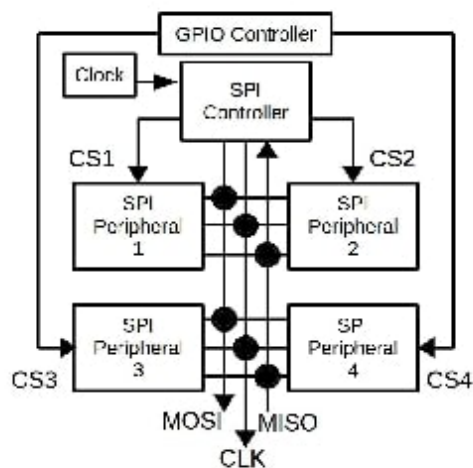 GPIO Controller
Clock
SPI
Controller
CS1
CS2
SPI
Peripheral
1
SPI
Peripheral
2
SPI
Peripheral
3
SP
Peripheral
4
CS3
CS4
MOSI
MISO
CLK